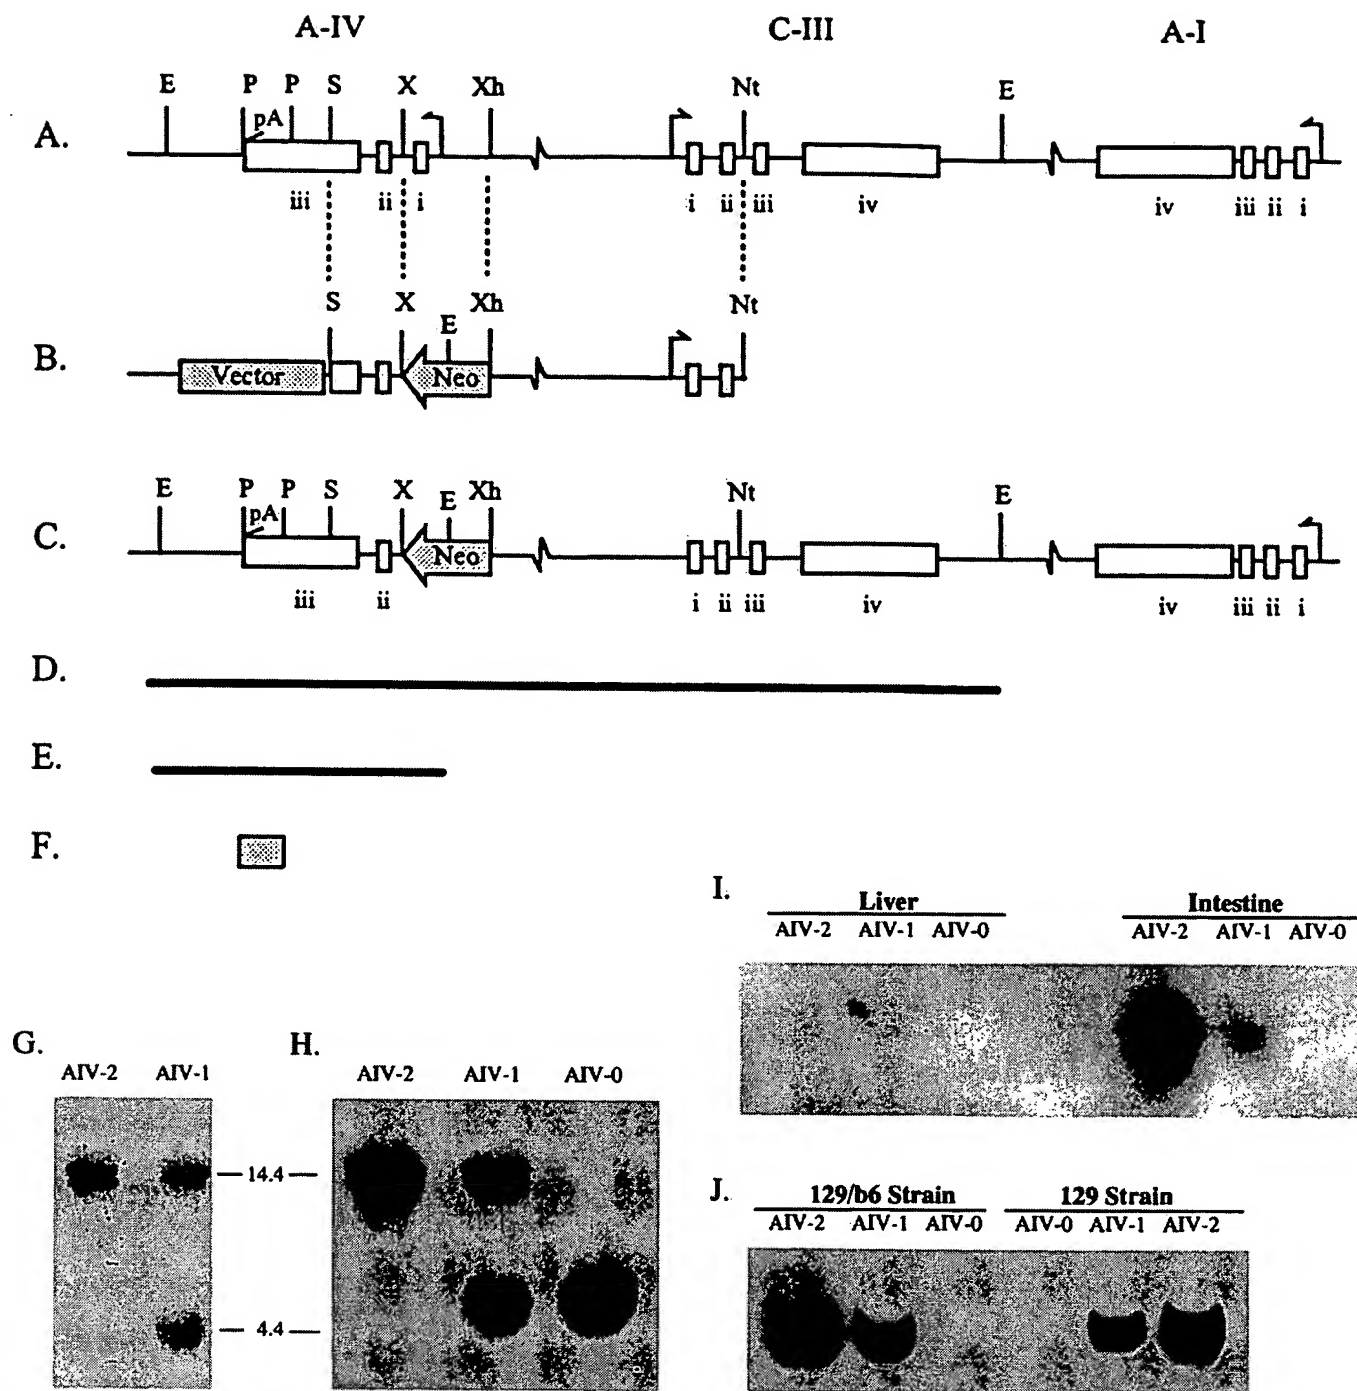 A-IV C-III A-I
E P P S X Xh Nt E
pA
A.
iii ii i i ii iii iv iv iii ii i
S X E Xh Nt
B. Vector Neo
E P P S X E Xh Nt E
pA
C. Neo
iii ii i ii iii iv iv iii ii i
D.
E.
F.
I. Liver Intestine
AIV-2 AIV-1 AIV-0 AIV-2 AIV-1 AIV-0
G. H.
AIV-2 AIV-1 AIV-2 AIV-1 AIV-0
14.4
4.4
J. 129/b6 Strain 129 Strain
AIV-2 AIV-1 AIV-0 AIV-0 AIV-1 AIV-2